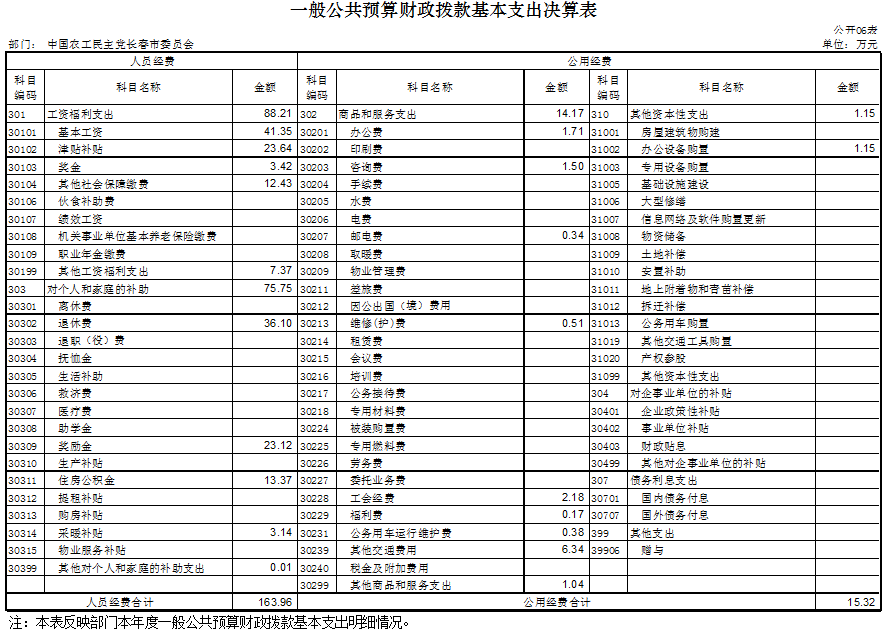 一般公共预算财政拨款基本支出决算表
公开06表
部门： 中国农工民主党长春市委员会 单位：万元
人员经费 公用经费
科目编码 科目名称 金额 科目编码 科目名称 金额 科目编码 科目名称 金额
301 工资福利支出 88.21 302 商品和服务支出 14.17 310 其他资本性支出 1.15
30101 基本工资 41.35 30201 办公费 1.71 31001 房屋建筑物购建
30102 津贴补贴 23.64 30202 印刷费 31002 办公设备购置 1.15
30103 奖金 3.42 30203 咨询费 1.50 31003 专用设备购置
30104 其他社会保障缴费 12.43 30204 手续费 31005 基础设施建设
30106 伙食补助费 30205 水费 31006 大型修缮
30107 绩效工资 30206 电费 31007 信息网络及软件购置更新
30108 机关事业单位基本养老保险缴费 30207 邮电费 0.34 31008 物资储备
30109 职业年金缴费 30208 取暖费 31009 土地补偿
30199 其他工资福利支出 7.37 30209 物业管理费 31010 安置补助
303 对个人和家庭的补助 75.75 30211 差旅费 31011 地上附着物和青苗补偿
30301 离休费 30212 因公出国（境）费用 31012 拆迁补偿
30302 退休费 36.10 30213 维修(护)费 0.51 31013 公务用车购置
30303 退职（役）费 30214 租赁费 31019 其他交通工具购置
30304 抚恤金 30215 会议费 31020 产权参股
30305 生活补助 30216 培训费 31099 其他资本性支出
30306 救济费 30217 公务接待费 304 对企事业单位的补贴
30307 医疗费 30218 专用材料费 30401 企业政策性补贴
30308 助学金 30224 被装购置费 30402 事业单位补贴
30309 奖励金 23.12 30225 专用燃料费 30403 财政贴息
30310 生产补贴 30226 劳务费 30499 其他对企事业单位的补贴
30311 住房公积金 13.37 30227 委托业务费 307 债务利息支出
30312 提租补贴 30228 工会经费 2.18 30701 国内债务付息
30313 购房补贴 30229 福利费 0.17 30707 国外债务付息
30314 采暖补贴 3.14 30231 公务用车运行维护费 0.38 399 其他支出
30315 物业服务补贴 30239 其他交通费用 6.34 39906 赠与
30399 其他对个人和家庭的补助支出 0.01 30240 税金及附加费用
30299 其他商品和服务支出 1.04
人员经费合计 163.96 公用经费合计 15.32
注：本表反映部门本年度一般公共预算财政拨款基本支出明细情况。